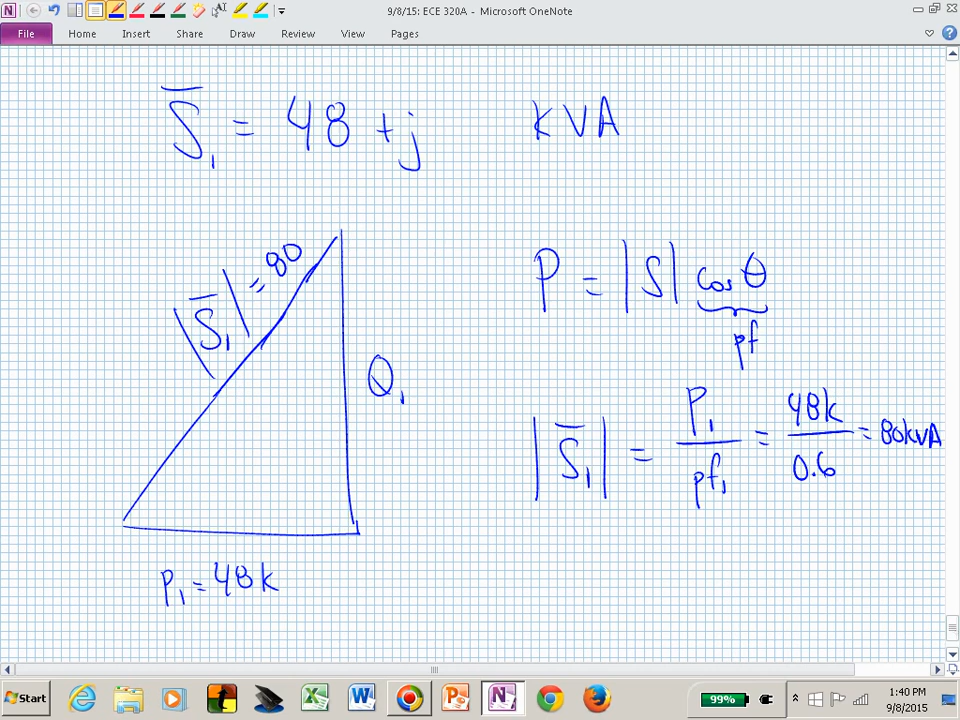 9/8/15: ECE 320A - Microsoft OneNote
File Home Insert Share Draw Review View Pages
S̅₁ = 48 + j kVA
|S̅₁| = 80
P = |S| cos θ
pf
Q₁
|S̅₁| = P₁/pf₁ = 48k/0.6 = 80kVA
P₁ = 48k
Start
99%
1:40 PM
9/8/2015